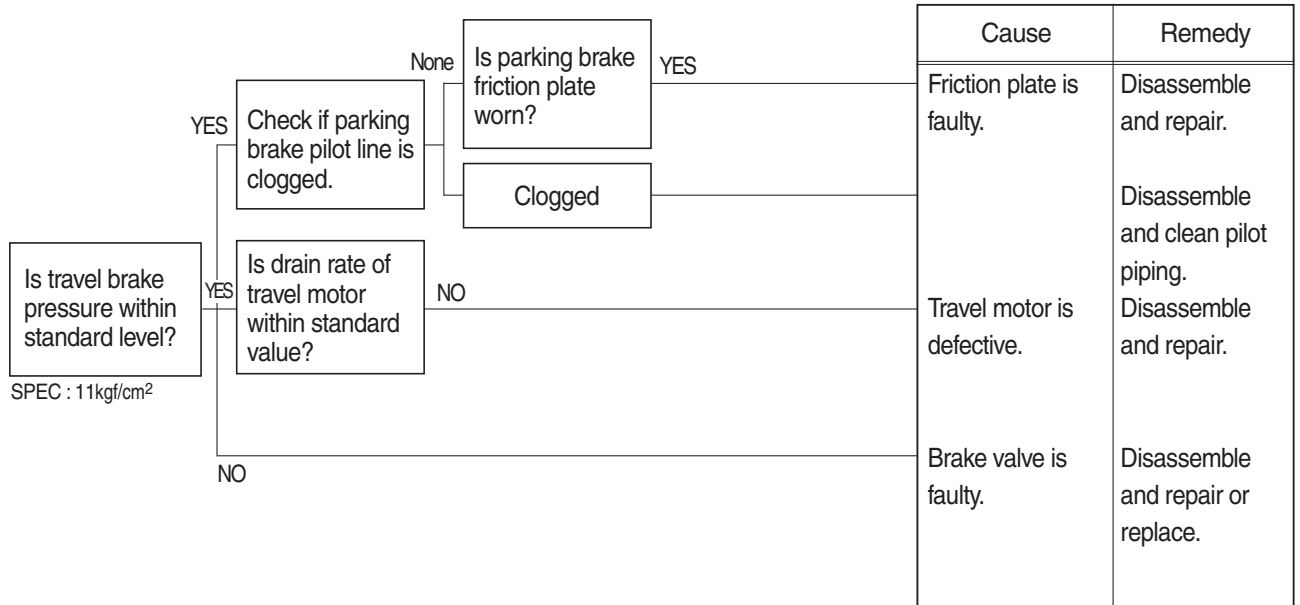 Cause
Remedy
None
Is parking brake
friction plate
worn?
YES
Friction plate is
faulty.
Disassemble
and repair.
YES
Check if parking
brake pilot line is
clogged.
Clogged
Disassemble
and clean pilot
piping.
Is travel brake
pressure within
standard level?
SPEC : 11kgf/cm2
YES
Is drain rate of
travel motor
within standard
value?
NO
Travel motor is
defective.
Disassemble
and repair.
NO
Brake valve is
faulty.
Disassemble
and repair or
replace.